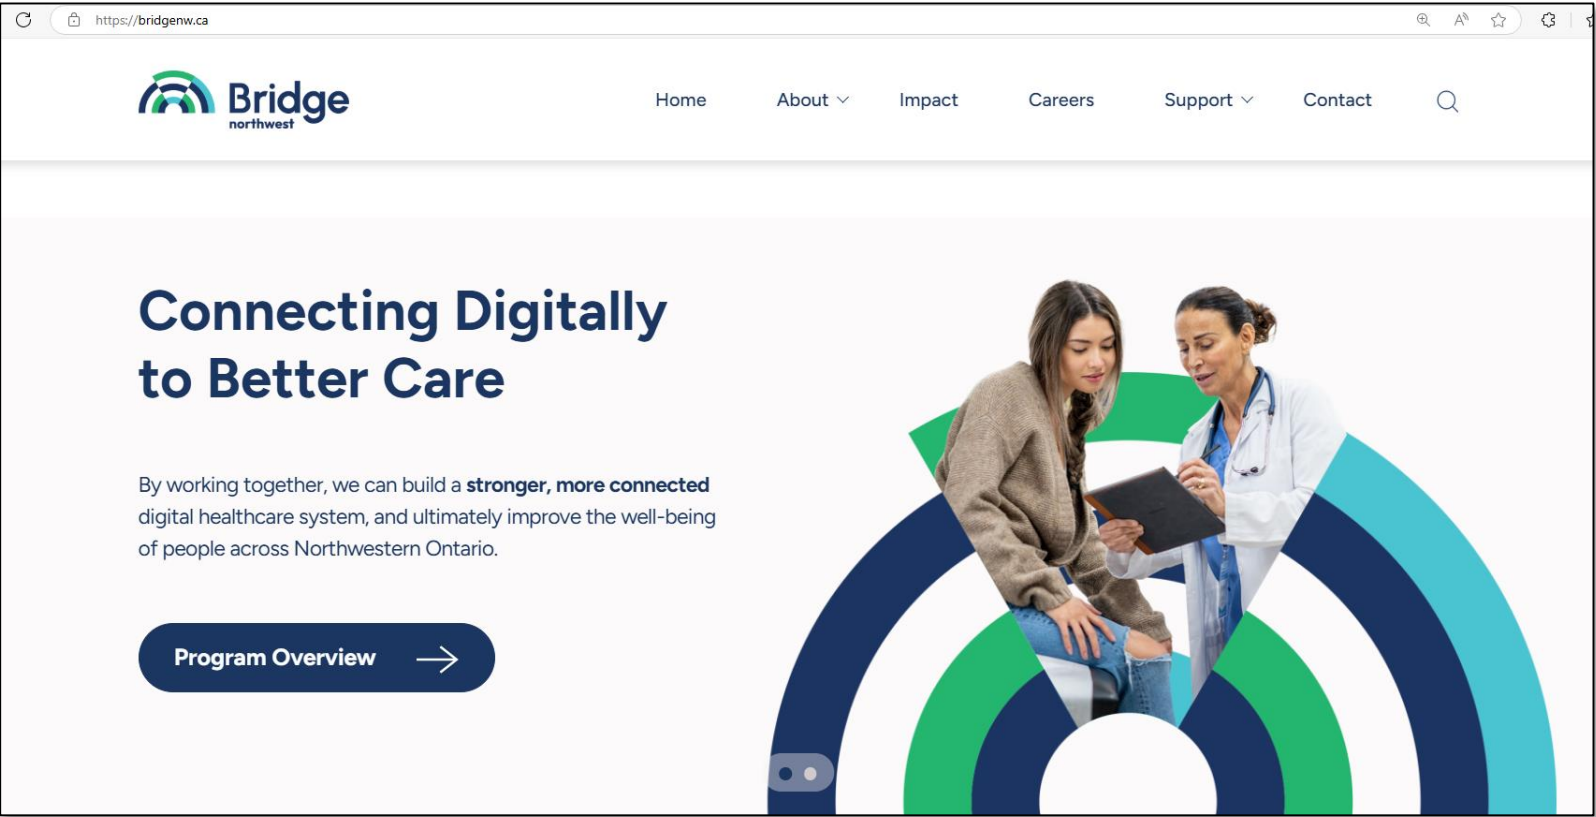 https://bridgenw.ca
Bridge
northwest
Home About Impact Careers Support Contact
Connecting Digitally
to Better Care
By working together, we can build a stronger, more connected
digital healthcare system, and ultimately improve the well-being
of people across Northwestern Ontario.
Program Overview